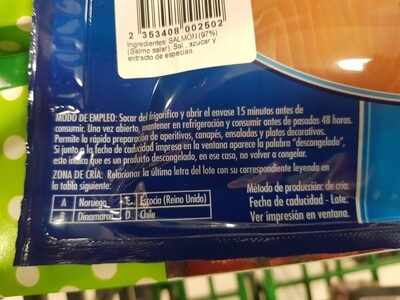 2 353408 002502
Ingredientes: SALMÓN (97%)
(Salmo salar), Sal, azúcar y
extracto de especias.
MODO DE EMPLEO: Sacar del frigorífico y abrir el envase 15 minutos antes de
consumir. Una vez abierto, mantener en refrigeración y consumir antes de pasadas 48 horas.
Permite la rápida preparación de aperitivos, canapés, ensaladas y platos decorativos.
Si junto a la fecha de caducidad impresa en la ventana aparece la palabra "descongelado",
esto indica que es un producto descongelado, en ese caso, no volver a congelar.
ZONA DE CRÍA: Relacionar la última letra del lote con su correspondiente leyenda en
la tabla siguiente:
Método de producción: de cría.
A Noruega C Escocia (Reino Unido)
Fecha de caducidad - Lote:
B Dinamarca D Chile
Ver impresión en ventana.